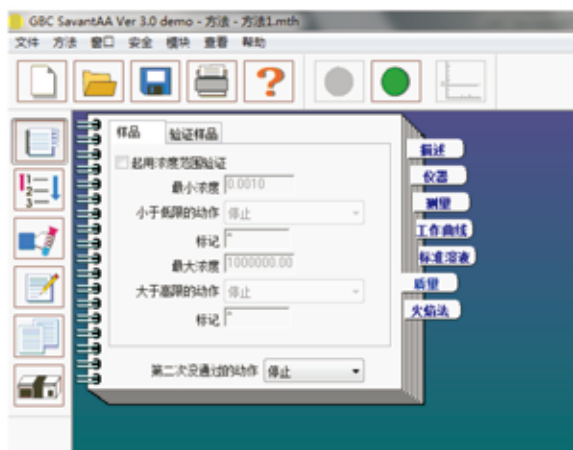 GBC SavantAA Ver 3.0 demo - 方法 - 方法1.mth
文件 方法 窗口 安全 模块 查看 帮助
样品 验证样品
起用浓度范围验证
最小浓度 0.0010
小于低限的动作 停止
标记 *
最大浓度 1000000.00
大于高限的动作 停止
标记 *
第二次没通过的动作 停止
描述
仪器
测量
工作曲线
标准溶液
质量
火焰法